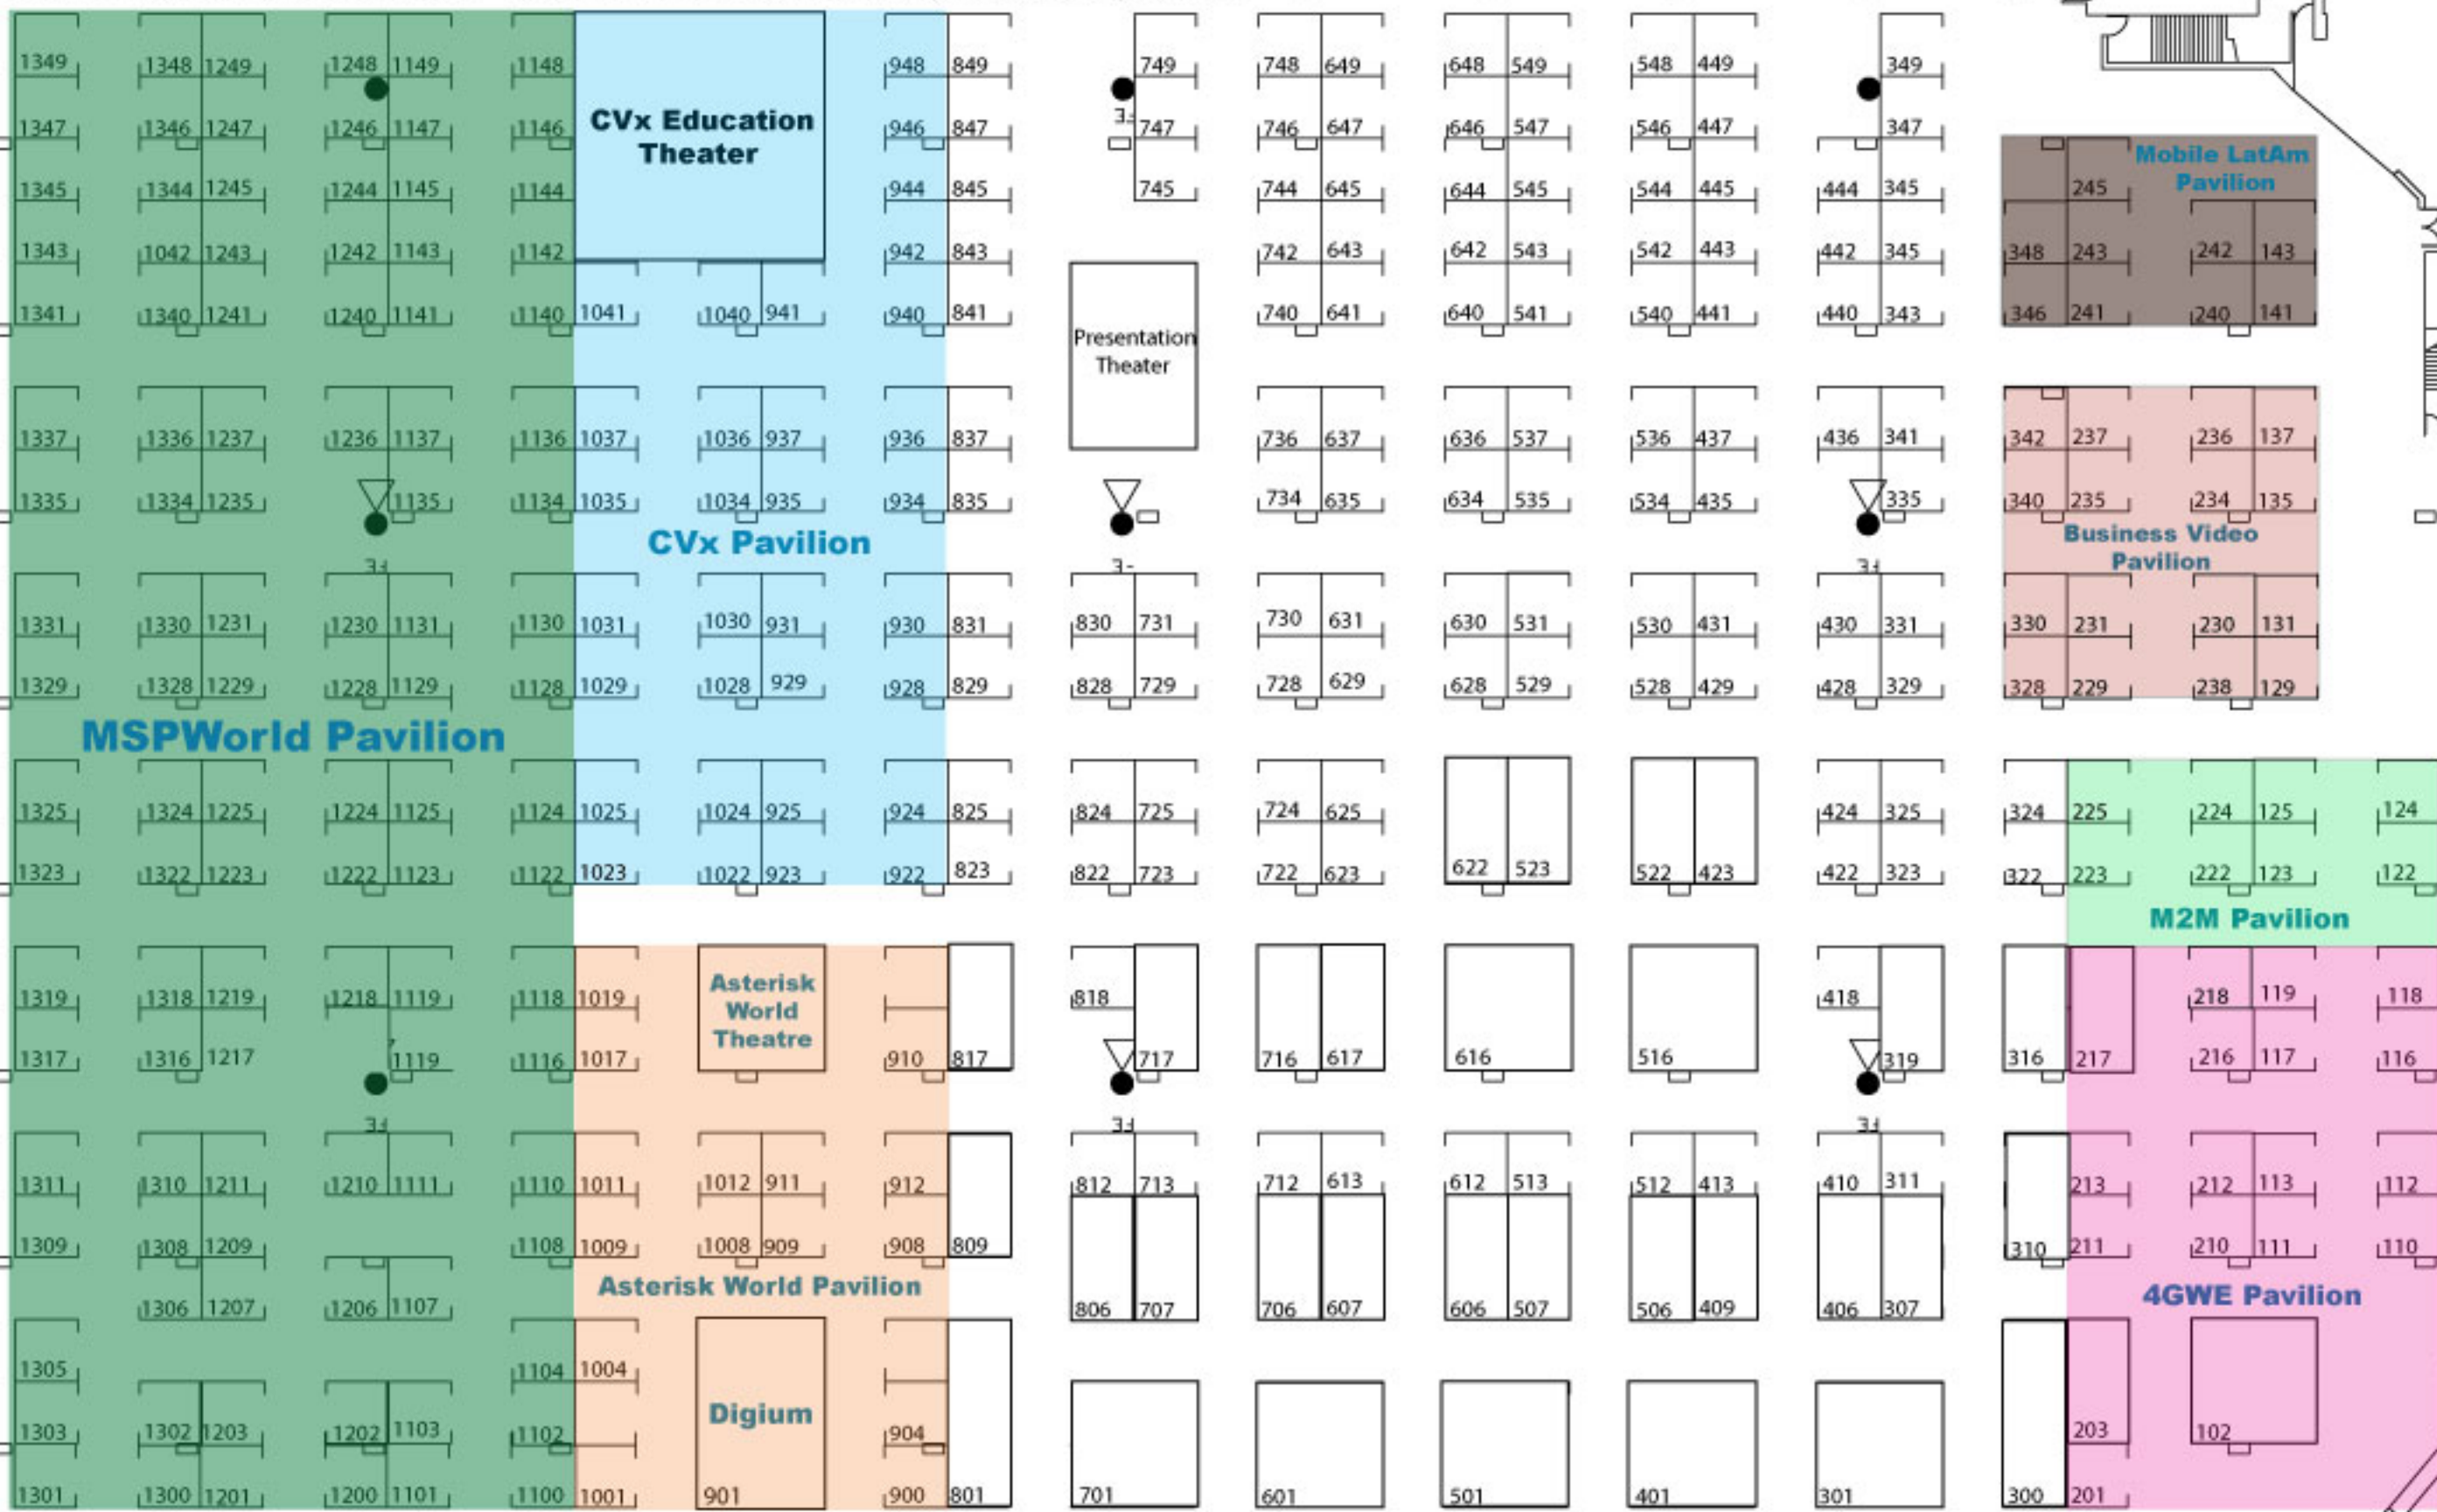 1349 1348 1249 1248 1149 1148 948 849 749 748 649 648 549 548 449 349
CVx Education
Theater
1347 1346 1247 1246 1147 1146 946 847 747 746 647 646 547 546 447 347
Mobile LatAm
Pavilion
1345 1344 1245 1244 1145 1144 944 845 745 744 645 644 545 544 445 444 345 245
1343 1042 1243 1242 1143 1142 942 843 742 643 642 543 542 443 442 345 348 243 242 143
1341 1340 1241 1240 1141 1140 1041 1040 941 940 841 740 641 640 541 540 441 440 343 346 241 240 141
Presentation
Theater
1337 1336 1237 1236 1137 1136 1037 1036 937 936 837 736 637 636 537 536 437 436 341 342 237 236 137
1335 1334 1235 1135 1134 1035 1034 935 934 835 734 635 634 535 534 435 335 340 235 234 135
CVx Pavilion
Business Video
Pavilion
1331 1330 1231 1230 1131 1130 1031 1030 931 930 831 830 731 730 631 630 531 530 431 430 331 330 231 230 131
1329 1328 1229 1228 1129 1128 1029 1028 929 928 829 828 729 728 629 628 529 528 429 428 329 328 229 238 129
MSPWorld Pavilion
1325 1324 1225 1224 1125 1124 1025 1024 925 924 825 824 725 724 625 424 325 324 225 224 125 124
1323 1322 1223 1222 1123 1122 1023 1022 923 922 823 822 723 722 623 622 523 522 423 422 323 322 223 222 123 122
M2M Pavilion
1319 1318 1219 1218 1119 1118 1019 818 418 218 119 118
Asterisk
World
Theatre
1317 1316 1217 1119 1116 1017 910 817 717 716 617 616 516 319 316 217 216 117 116
1311 1310 1211 1210 1111 1110 1011 1012 911 912 812 713 712 613 612 513 512 413 410 311 213 212 113 112
1309 1308 1209 1108 1009 1008 909 908 809 310 211 210 111 110
Asterisk World Pavilion
4GWE Pavilion
1306 1207 1206 1107 806 707 706 607 606 507 506 409 406 307
1305 1104 1004
Digium
1303 1302 1203 1202 1103 1102 904 203 102
1301 1300 1201 1200 1101 1100 1001 901 900 801 701 601 501 401 301 300 201